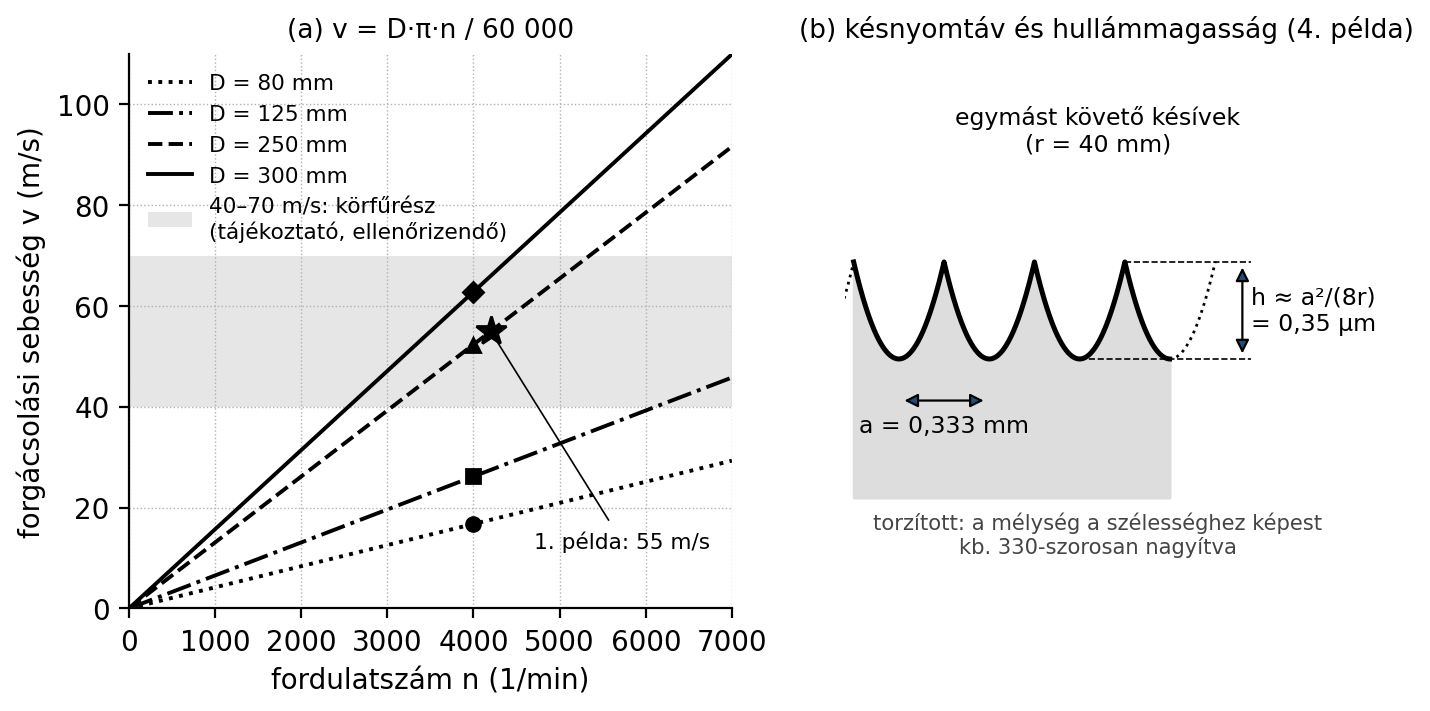 (a) v = D·π·n / 60 000
forgácsolási sebesség v (m/s)
100
80
60
40
20
0
D = 80 mm
D = 125 mm
D = 250 mm
D = 300 mm
40–70 m/s: körfűrész
(tájékoztató, ellenőrizendő)
1. példa: 55 m/s
0 1000 2000 3000 4000 5000 6000 7000
fordulatszám n (1/min)
(b) késnyomtáv és hullámmagasság (4. példa)
egymást követő késívek
(r = 40 mm)
h ≈ a²/(8r)
= 0,35 µm
a = 0,333 mm
torzított: a mélység a szélességhez képest
kb. 330-szorosan nagyítva